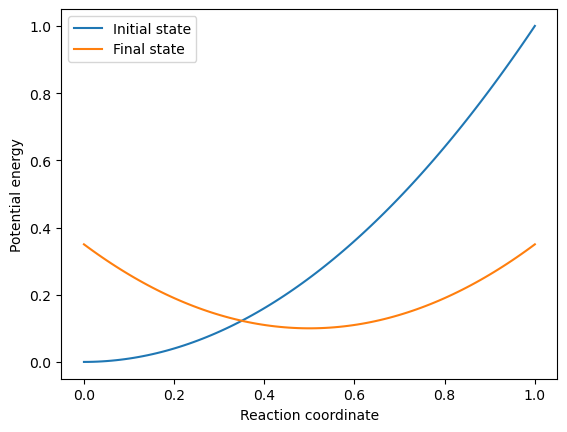 Initial state
Final state
Potential energy
1.0
0.8
0.6
0.4
0.2
0.0
0.0 0.2 0.4 0.6 0.8 1.0
Reaction coordinate